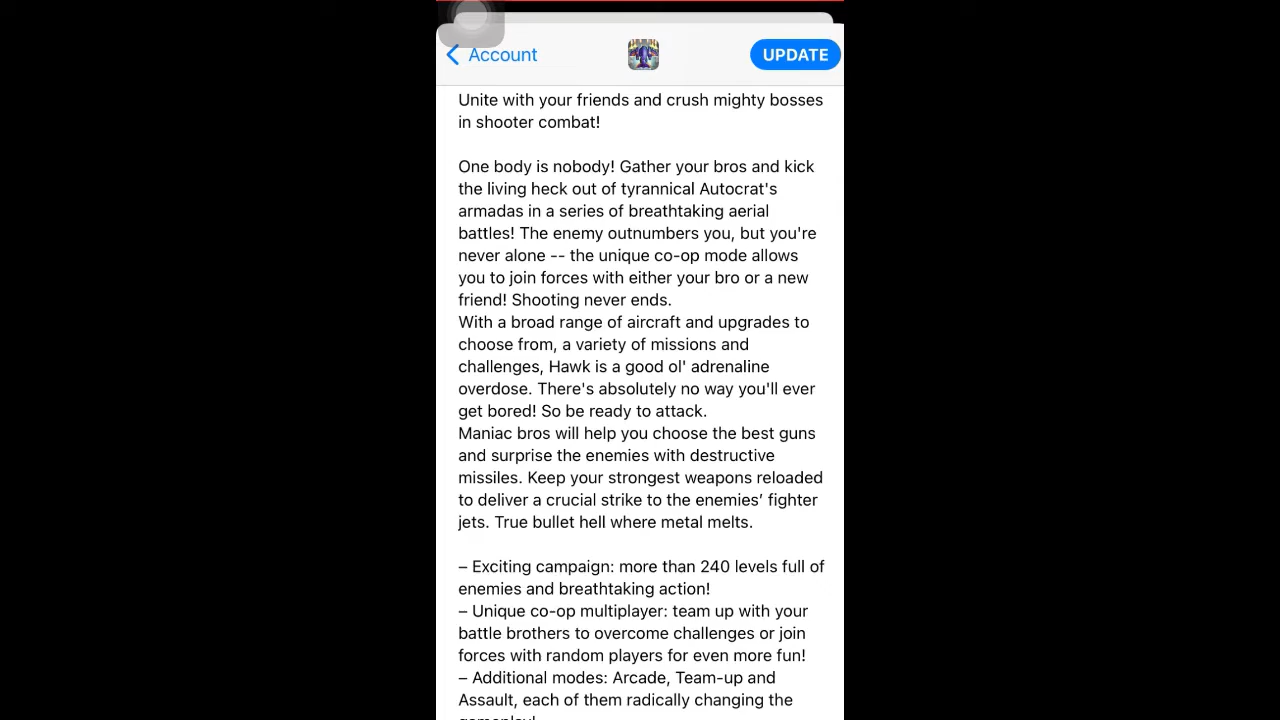 Account
UPDATE
Unite with your friends and crush mighty bosses
in shooter combat!
One body is nobody! Gather your bros and kick
the living heck out of tyrannical Autocrat's
armadas in a series of breathtaking aerial
battles! The enemy outnumbers you, but you're
never alone -- the unique co-op mode allows
you to join forces with either your bro or a new
friend! Shooting never ends.
With a broad range of aircraft and upgrades to
choose from, a variety of missions and
challenges, Hawk is a good ol' adrenaline
overdose. There's absolutely no way you'll ever
get bored! So be ready to attack.
Maniac bros will help you choose the best guns
and surprise the enemies with destructive
missiles. Keep your strongest weapons reloaded
to deliver a crucial strike to the enemies’ fighter
jets. True bullet hell where metal melts.
– Exciting campaign: more than 240 levels full of
enemies and breathtaking action!
– Unique co-op multiplayer: team up with your
battle brothers to overcome challenges or join
forces with random players for even more fun!
– Additional modes: Arcade, Team-up and
Assault, each of them radically changing the
gameplay!